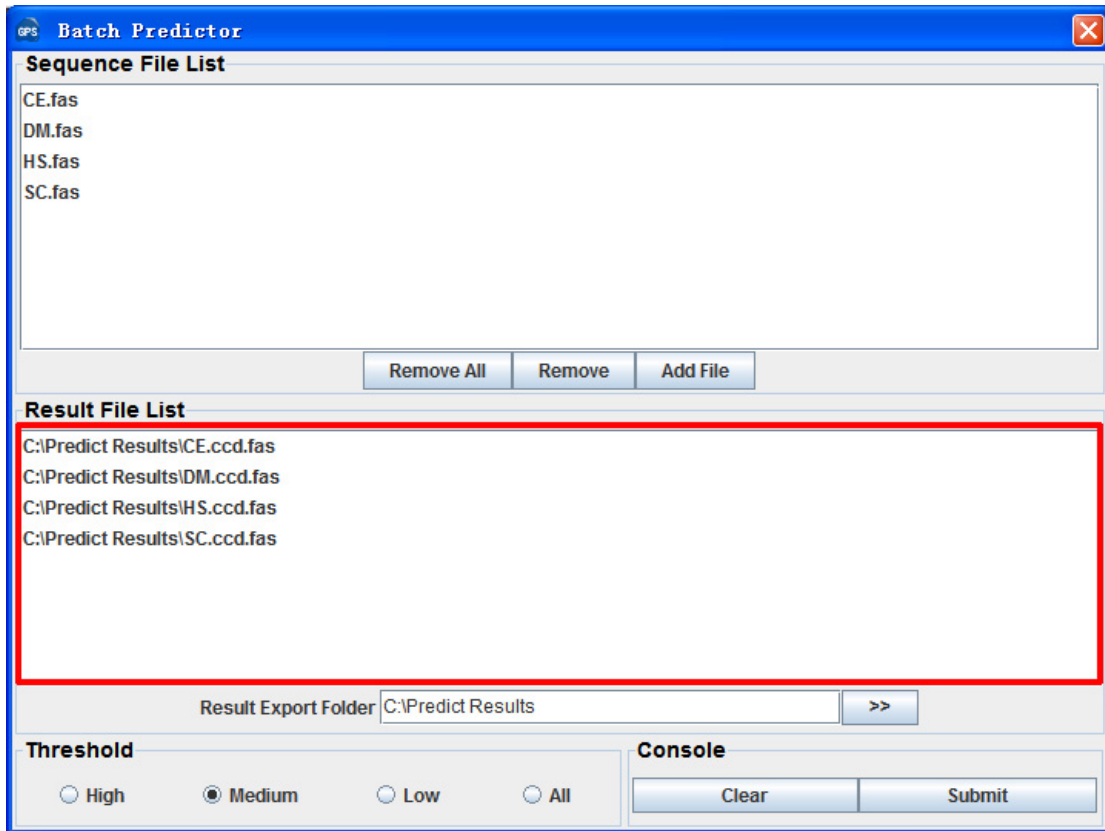 GPS Batch Predictor
Sequence File List
CE.fas
DM.fas
HS.fas
SC.fas
Remove All Remove Add File
Result File List
C:\Predict Results\CE.ccd.fas
C:\Predict Results\DM.ccd.fas
C:\Predict Results\HS.ccd.fas
C:\Predict Results\SC.ccd.fas
Result Export Folder C:\Predict Results >>
Threshold Console
High Medium Low All Clear Submit